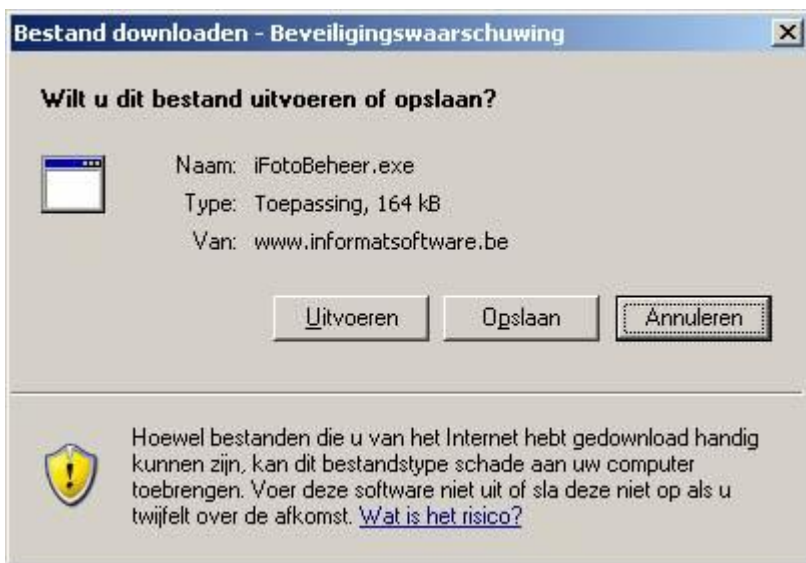 Bestand downloaden - Beveiligingswaarschuwing
Wilt u dit bestand uitvoeren of opslaan?
Naam: iFotoBeheer.exe
Type: Toepassing, 164 kB
Van: www.informatsoftware.be
Uitvoeren Opslaan Annuleren
Hoewel bestanden die u van het Internet hebt gedownload handig
kunnen zijn, kan dit bestandstype schade aan uw computer
toebrengen. Voer deze software niet uit of sla deze niet op als u
twijfelt over de afkomst. Wat is het risico?